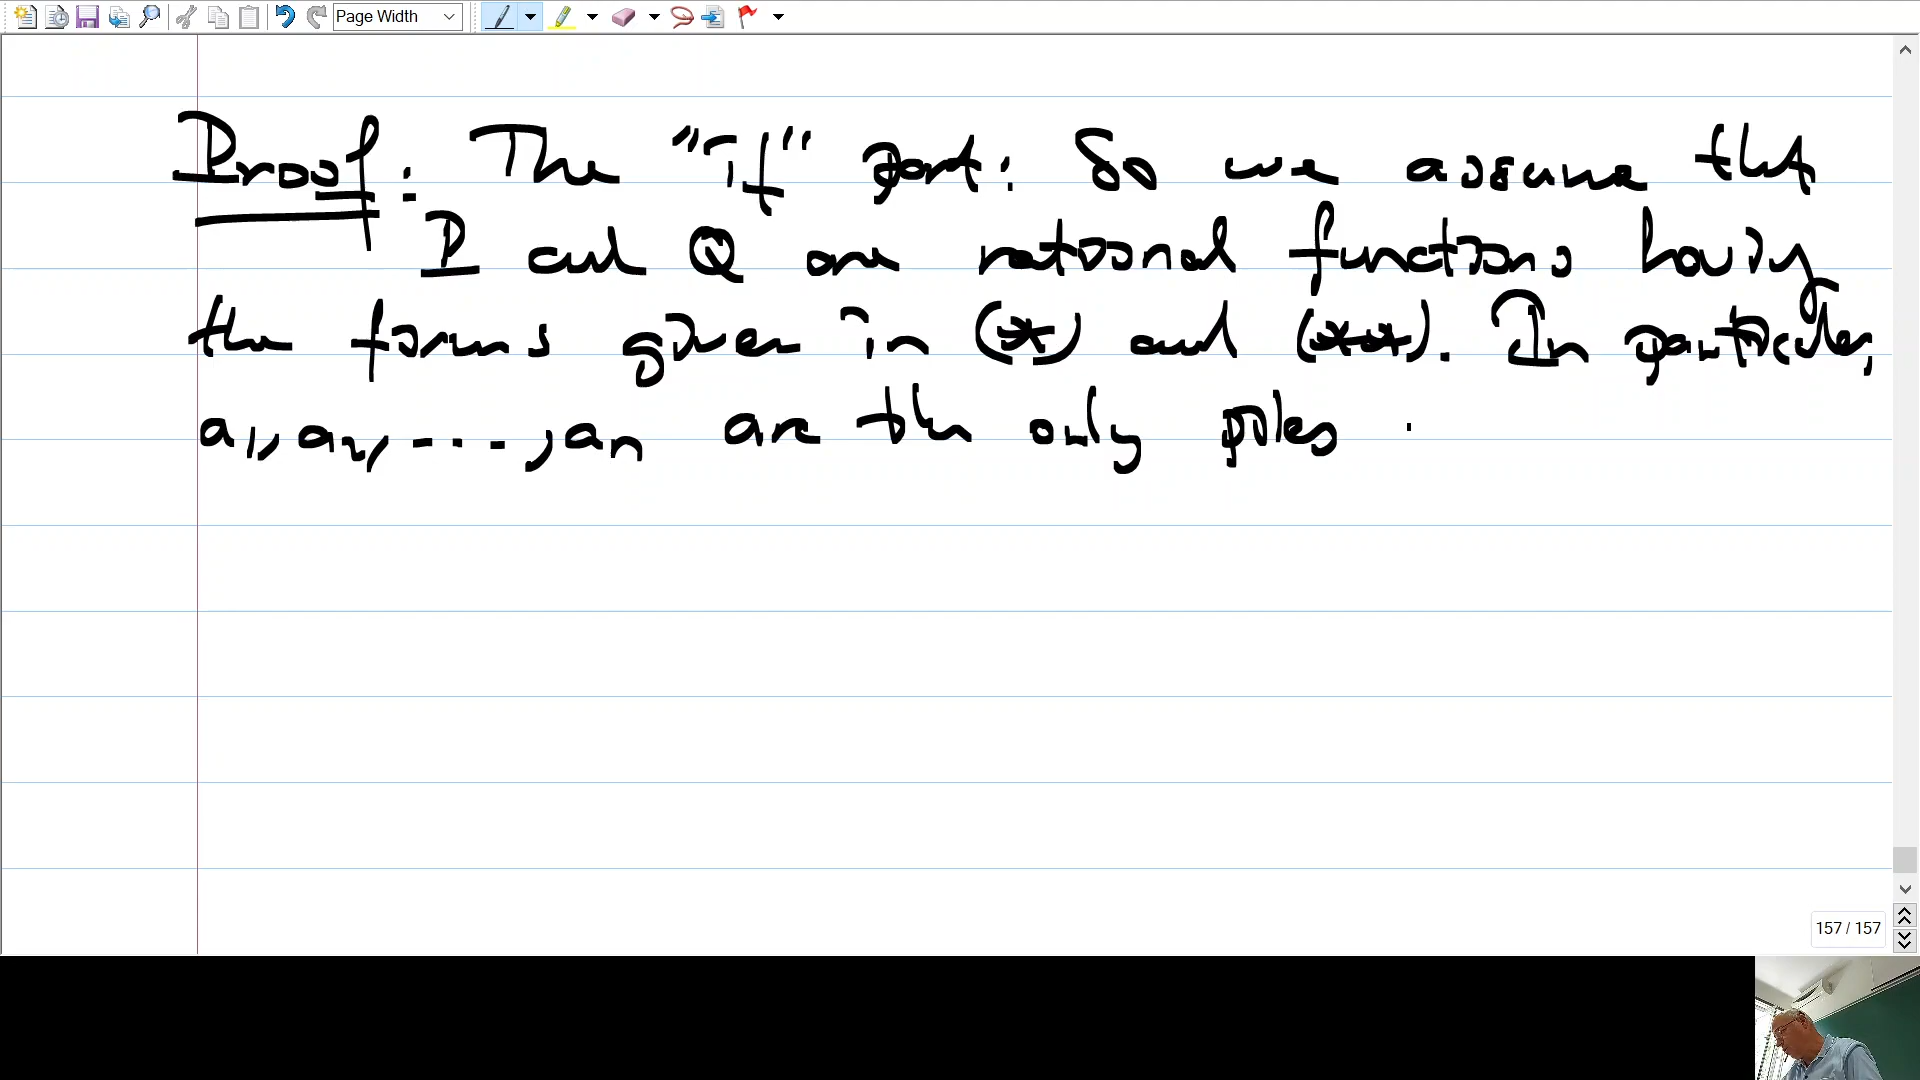 Page Width
Proof: The "if" part: So we assume that
P and Q are rational functions having
the forms given in (*) and (**). In particular,
a1, a2, ----, an are the only poles
157 / 157